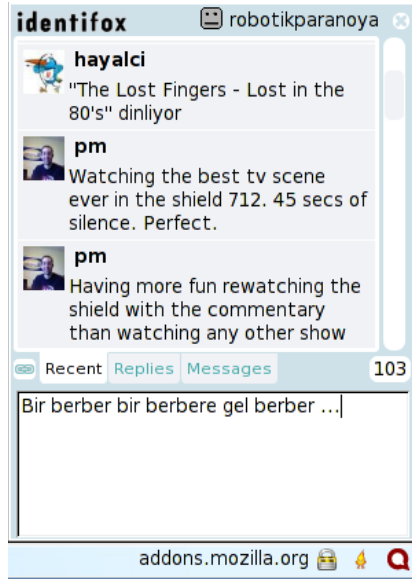 identifox robotikparanoya
hayalci
"The Lost Fingers - Lost in the
80's" dinliyor
pm
Watching the best tv scene
ever in the shield 712. 45 secs of
silence. Perfect.
pm
Having more fun rewatching the
shield with the commentary
than watching any other show
Recent Replies Messages 103
Bir berber bir berbere gel berber ...
addons.mozilla.org